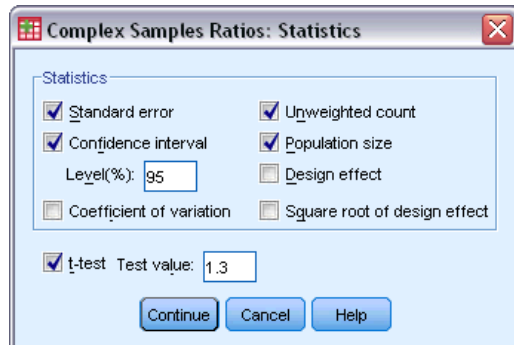 Complex Samples Ratios: Statistics
Statistics
Standard error
Unweighted count
Confidence interval
Population size
Level(%): 95
Design effect
Coefficient of variation
Square root of design effect
t-test Test value: 1.3
Continue Cancel Help